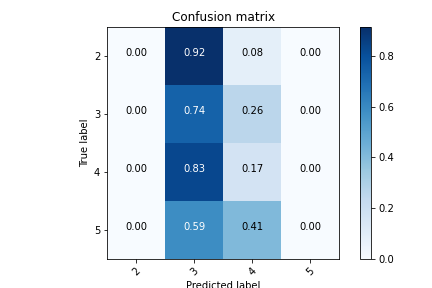 Confusion matrix
2 0.00 0.92 0.08 0.00
3 0.00 0.74 0.26 0.00
4 0.00 0.83 0.17 0.00
5 0.00 0.59 0.41 0.00
2 3 4 5
True label
Predicted label
0.8
0.6
0.4
0.2
0.0